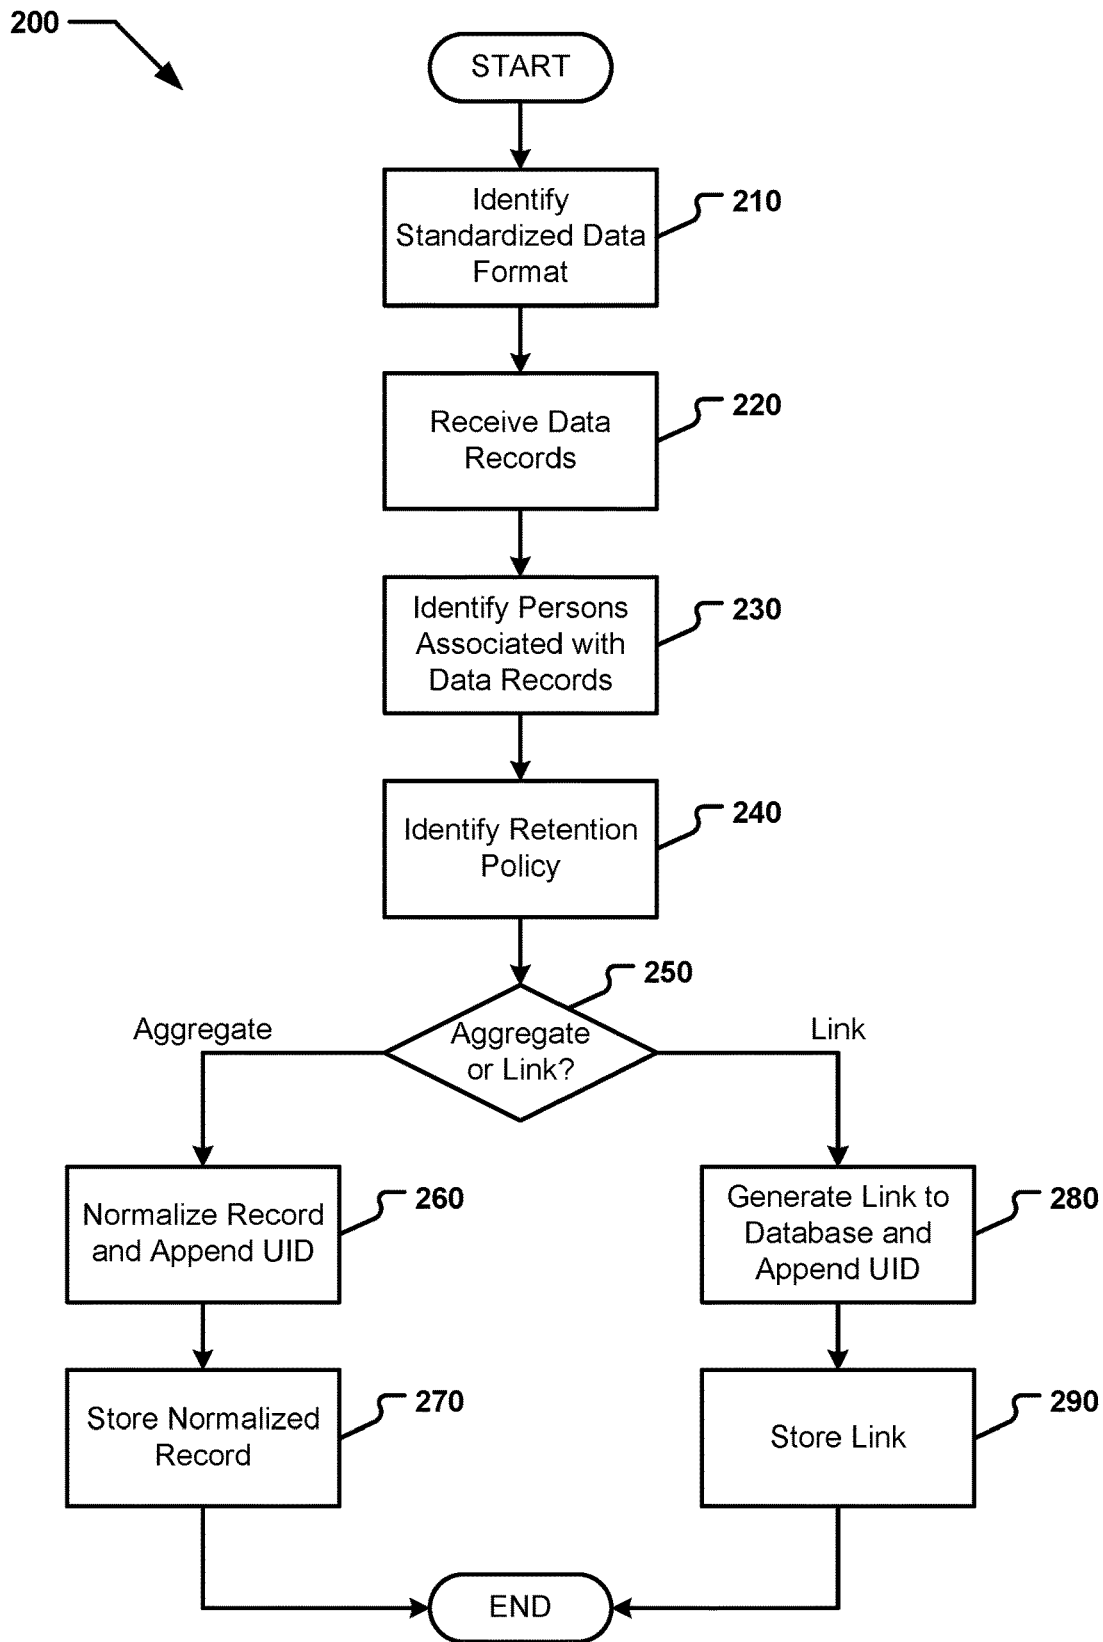 200
START
Identify
Standardized Data
Format
210
Receive Data
Records
220
Identify Persons
Associated with
Data Records
230
Identify Retention
Policy
240
250
Aggregate
or Link?
Aggregate
Link
Normalize Record
and Append UID
260
Generate Link to
Database and
Append UID
280
Store Normalized
Record
270
Store Link
290
END